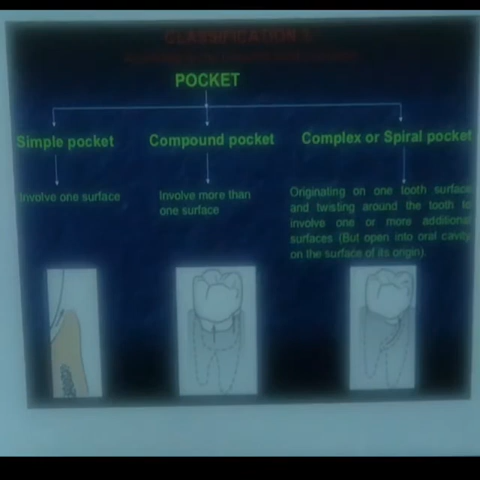 CLASSIFICATION
POCKET
Simple pocket
Compound pocket
Complex or Spiral pocket
Involve one surface
Involve more than
one surface
Originating on one tooth surface
and twisting around the tooth to
involve one or more additional
surfaces (But open into oral cavity
on the surface of its origin).